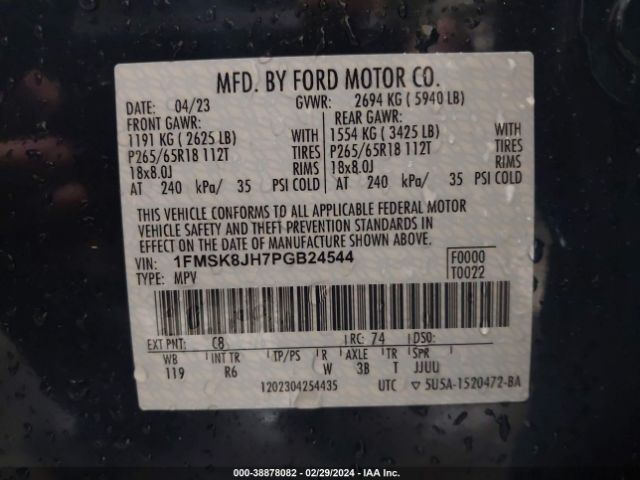 MFD. BY FORD MOTOR CO.
DATE: 04/23 GVWR: 2694 KG ( 5940 LB)
FRONT GAWR: REAR GAWR:
1191 KG ( 2625 LB) WITH 1554 KG ( 3425 LB) WITH
P265/65R18 112T TIRES P265/65R18 112T TIRES
18x8.0J RIMS 18x8.0J RIMS
AT 240 kPa/ 35 PSI COLD AT 240 kPa/ 35 PSI COLD
THIS VEHICLE CONFORMS TO ALL APPLICABLE FEDERAL MOTOR
VEHICLE SAFETY AND THEFT PREVENTION STANDARDS IN
EFFECT ON THE DATE OF MANUFACTURE SHOWN ABOVE.
VIN: 1FMSK8JH7PGB24544 F0000
TYPE: MPV T0022
EXT PNT: C8 RC: 74 DSO:
WB INT TR TP/PS R AXLE TR SPR
119 R6 W 3B T JJUU
1202304254435 UTC ▽ 5U5A-1520472-BA
000-38878082 - 02/29/2024 - IAA Inc.